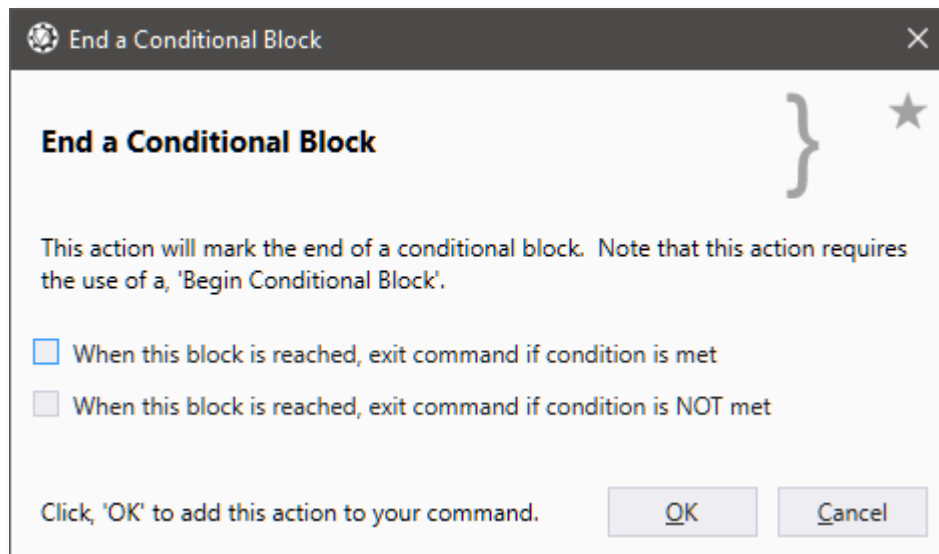 End a Conditional Block
End a Conditional Block
}
This action will mark the end of a conditional block.  Note that this action requires
the use of a, 'Begin Conditional Block'.
When this block is reached, exit command if condition is met
When this block is reached, exit command if condition is NOT met
Click, 'OK' to add this action to your command.
OK
Cancel